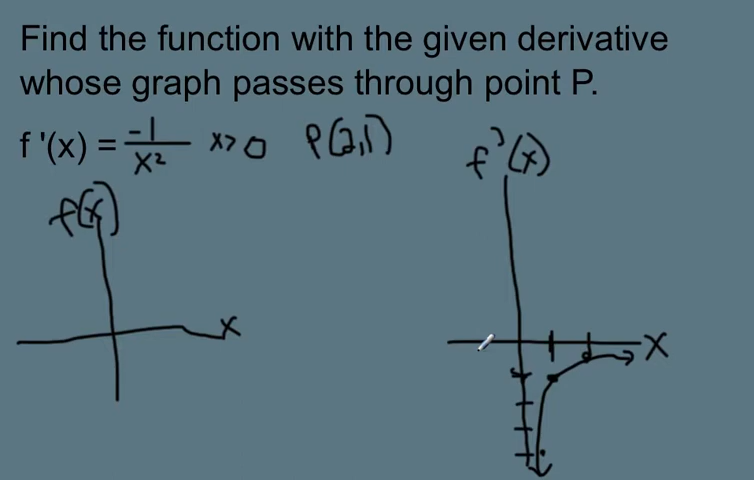 Find the function with the given derivative
whose graph passes through point P.
f '(x) = -1/x² x>0 P(2,1)
f'(x)
f(x)
x
x